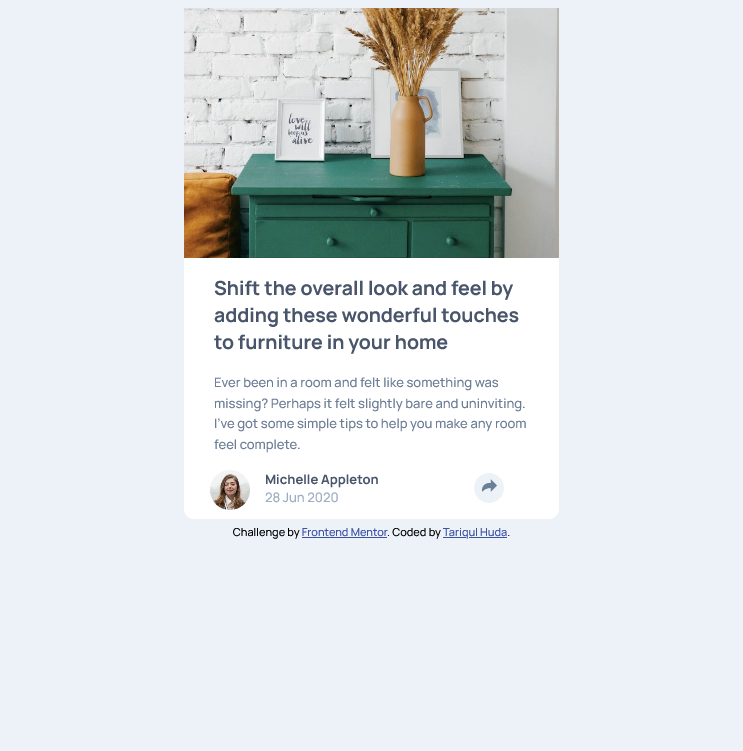 love
will
keep us
alive
Shift the overall look and feel by
adding these wonderful touches
to furniture in your home
Ever been in a room and felt like something was
missing? Perhaps it felt slightly bare and uninviting.
I've got some simple tips to help you make any room
feel complete.
Michelle Appleton
28 Jun 2020
Challenge by Frontend Mentor. Coded by Tariqul Huda.